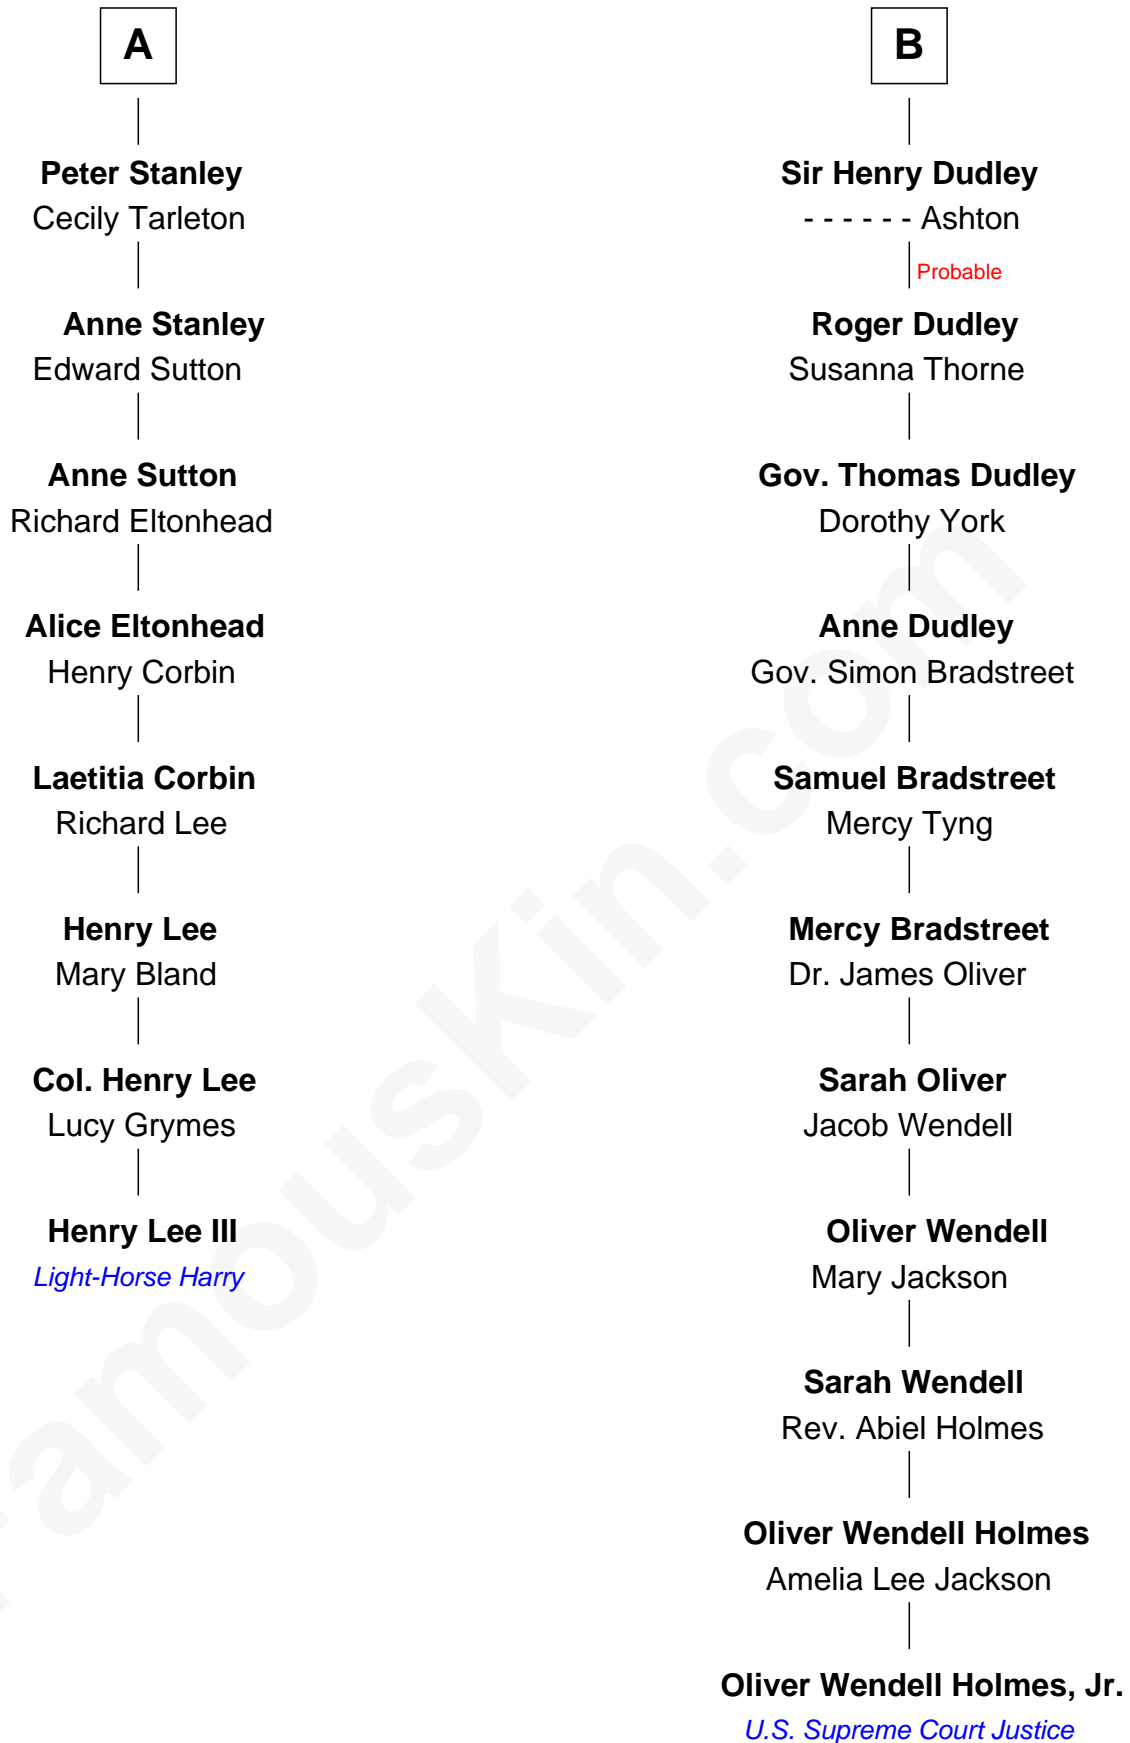 A
Peter Stanley
Cecily Tarleton
Anne Stanley
Edward Sutton
Anne Sutton
Richard Eltonhead
Alice Eltonhead
Henry Corbin
Laetitia Corbin
Richard Lee
Henry Lee
Mary Bland
Col. Henry Lee
Lucy Grymes
Henry Lee III
Light-Horse Harry
B
Sir Henry Dudley
- - - - - - Ashton
Probable
Roger Dudley
Susanna Thorne
Gov. Thomas Dudley
Dorothy York
Anne Dudley
Gov. Simon Bradstreet
Samuel Bradstreet
Mercy Tyng
Mercy Bradstreet
Dr. James Oliver
Sarah Oliver
Jacob Wendell
Oliver Wendell
Mary Jackson
Sarah Wendell
Rev. Abiel Holmes
Oliver Wendell Holmes
Amelia Lee Jackson
Oliver Wendell Holmes, Jr.
U.S. Supreme Court Justice
FamousKin.com